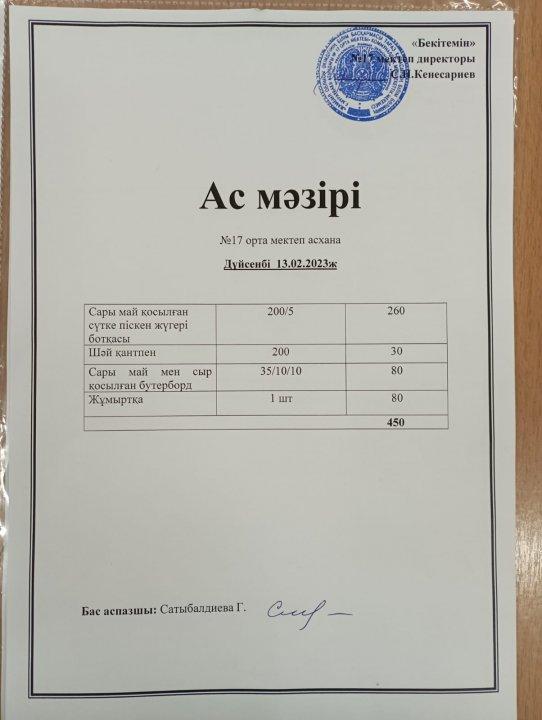 «Бекітемін»
№17 мектеп директоры
С.Н.Кенесариев
Ас мәзірі
№17 орта мектеп асхана
Дүйсенбі 13.02.2023ж
Сары май қосылған 200/5 260
сүтке піскен жүгері
ботқасы
Шәй қантпен 200 30
Сары май мен сыр 35/10/10 80
қосылған бутерборд
Жұмыртқа 1 шт 80
450
Бас аспазшы: Сатыбалдиева Г.